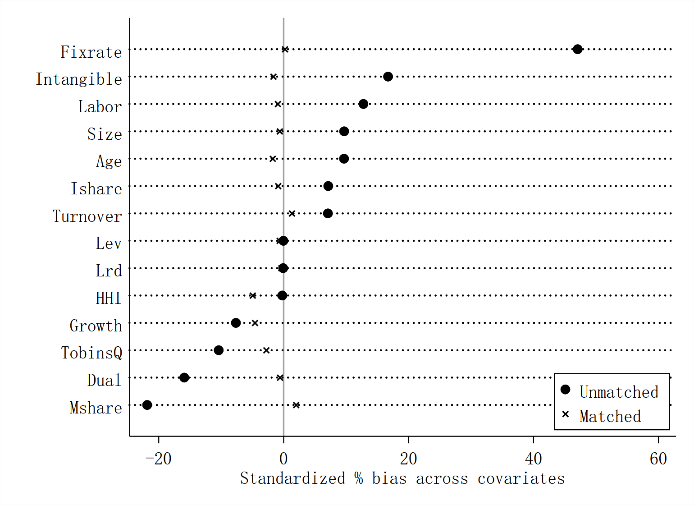 Fixrate
Intangible
Labor
Size
Age
Ishare
Turnover
Lev
Lrd
HHI
Growth
TobinsQ
Dual
Mshare
Unmatched
Matched
-20 0 20 40 60
Standardized % bias across covariates